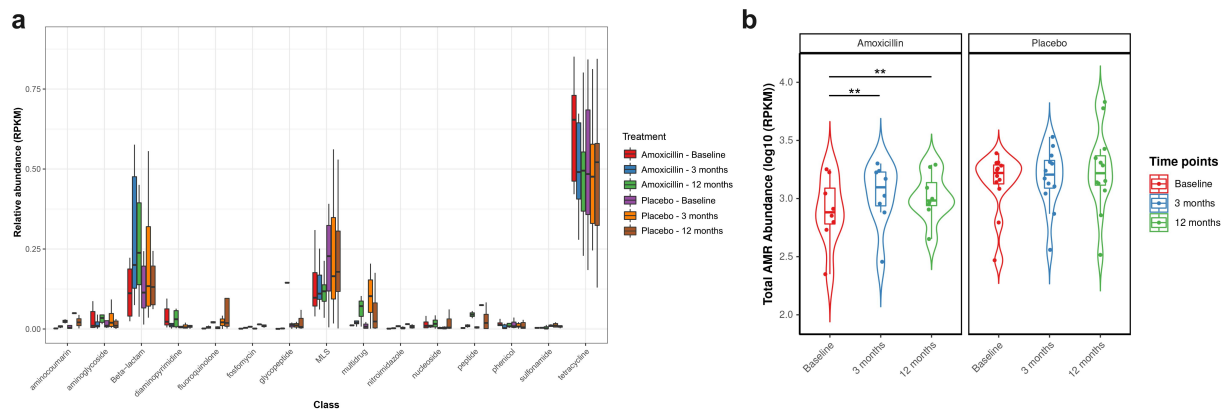 a
Relative abundance (RPKM)
0.75
0.50
0.25
0.00
aminocoumarin
aminoglycoside
Beta-lactam
diaminopyrimidine
fluoroquinolone
fosfomycin
glycopeptide
MLS
multidrug
nitroimidazole
nucleoside
peptide
phenicol
sulfonamide
tetracycline
Class
Treatment
Amoxicillin - Baseline
Amoxicillin - 3 months
Amoxicillin - 12 months
Placebo - Baseline
Placebo - 3 months
Placebo - 12 months
b
Amoxicillin
Placebo
Total AMR Abundance (log10 (RPKM))
4.0
3.5
3.0
2.5
2.0
**
**
Baseline
3 months
12 months
Baseline
3 months
12 months
Time points
Baseline
3 months
12 months